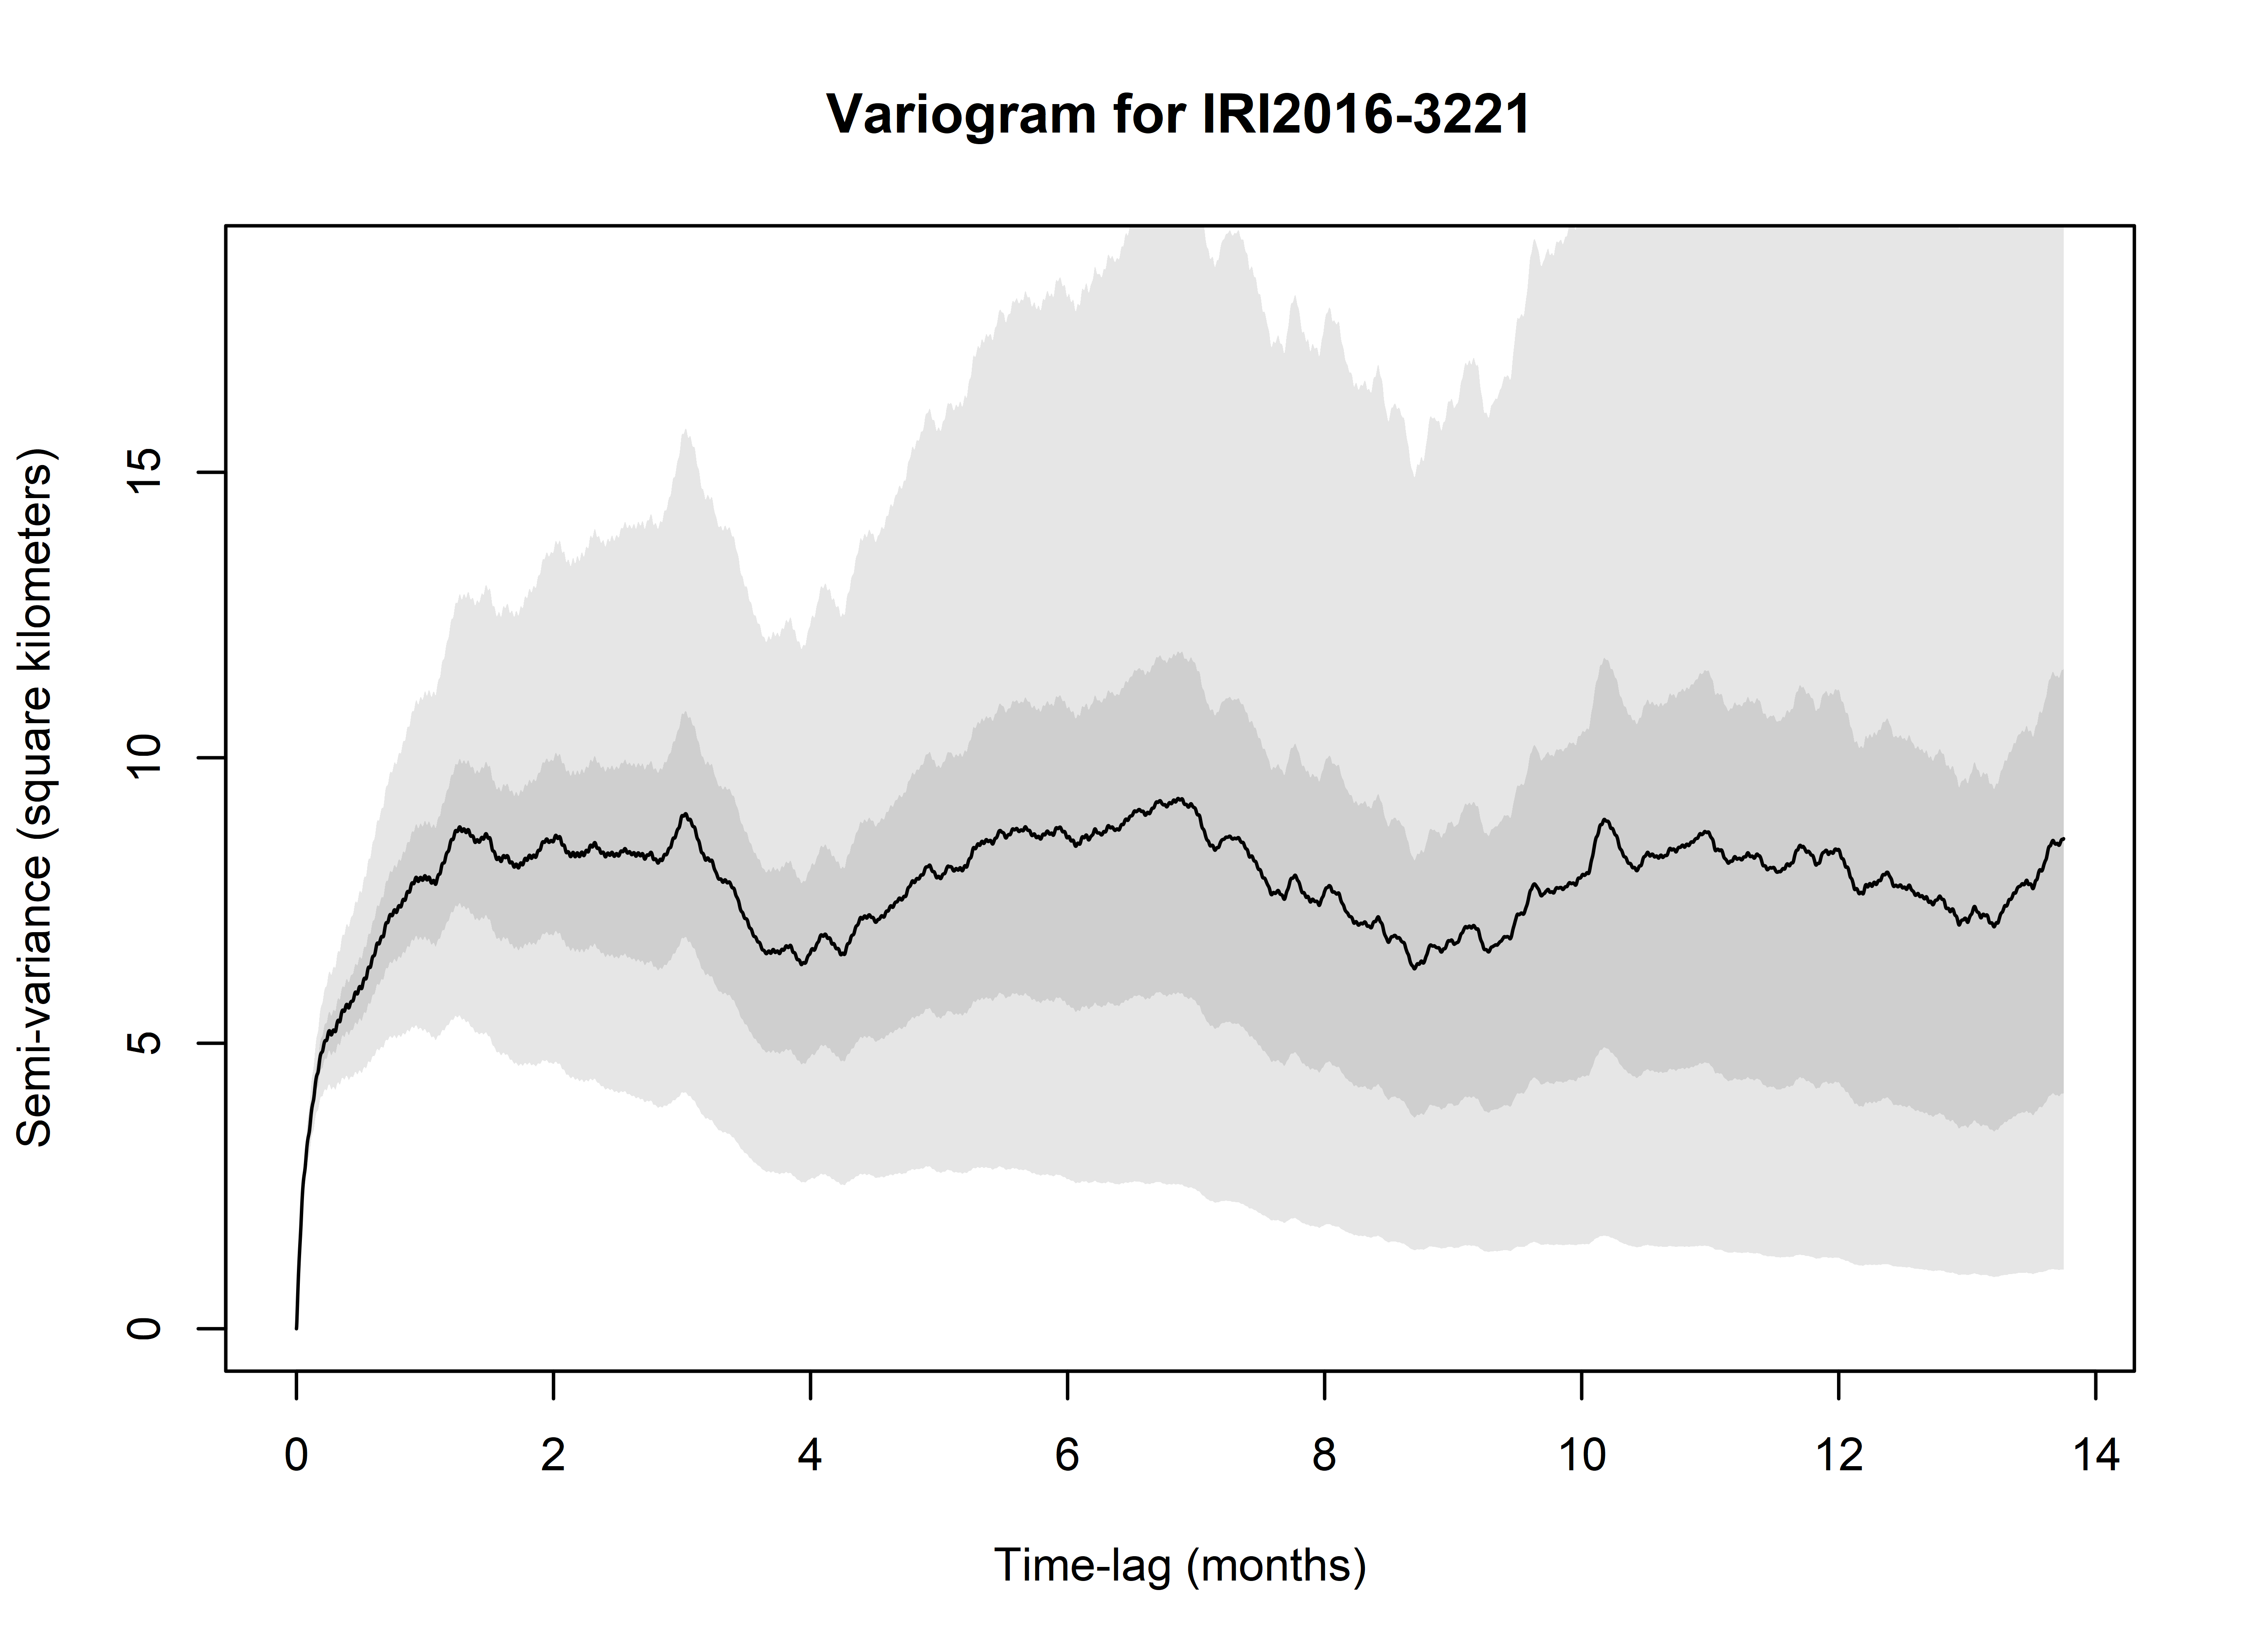 Variogram for IRI2016-3221
Semi-variance (square kilometers)
15
10
5
0
0 2 4 6 8 10 12 14
Time-lag (months)